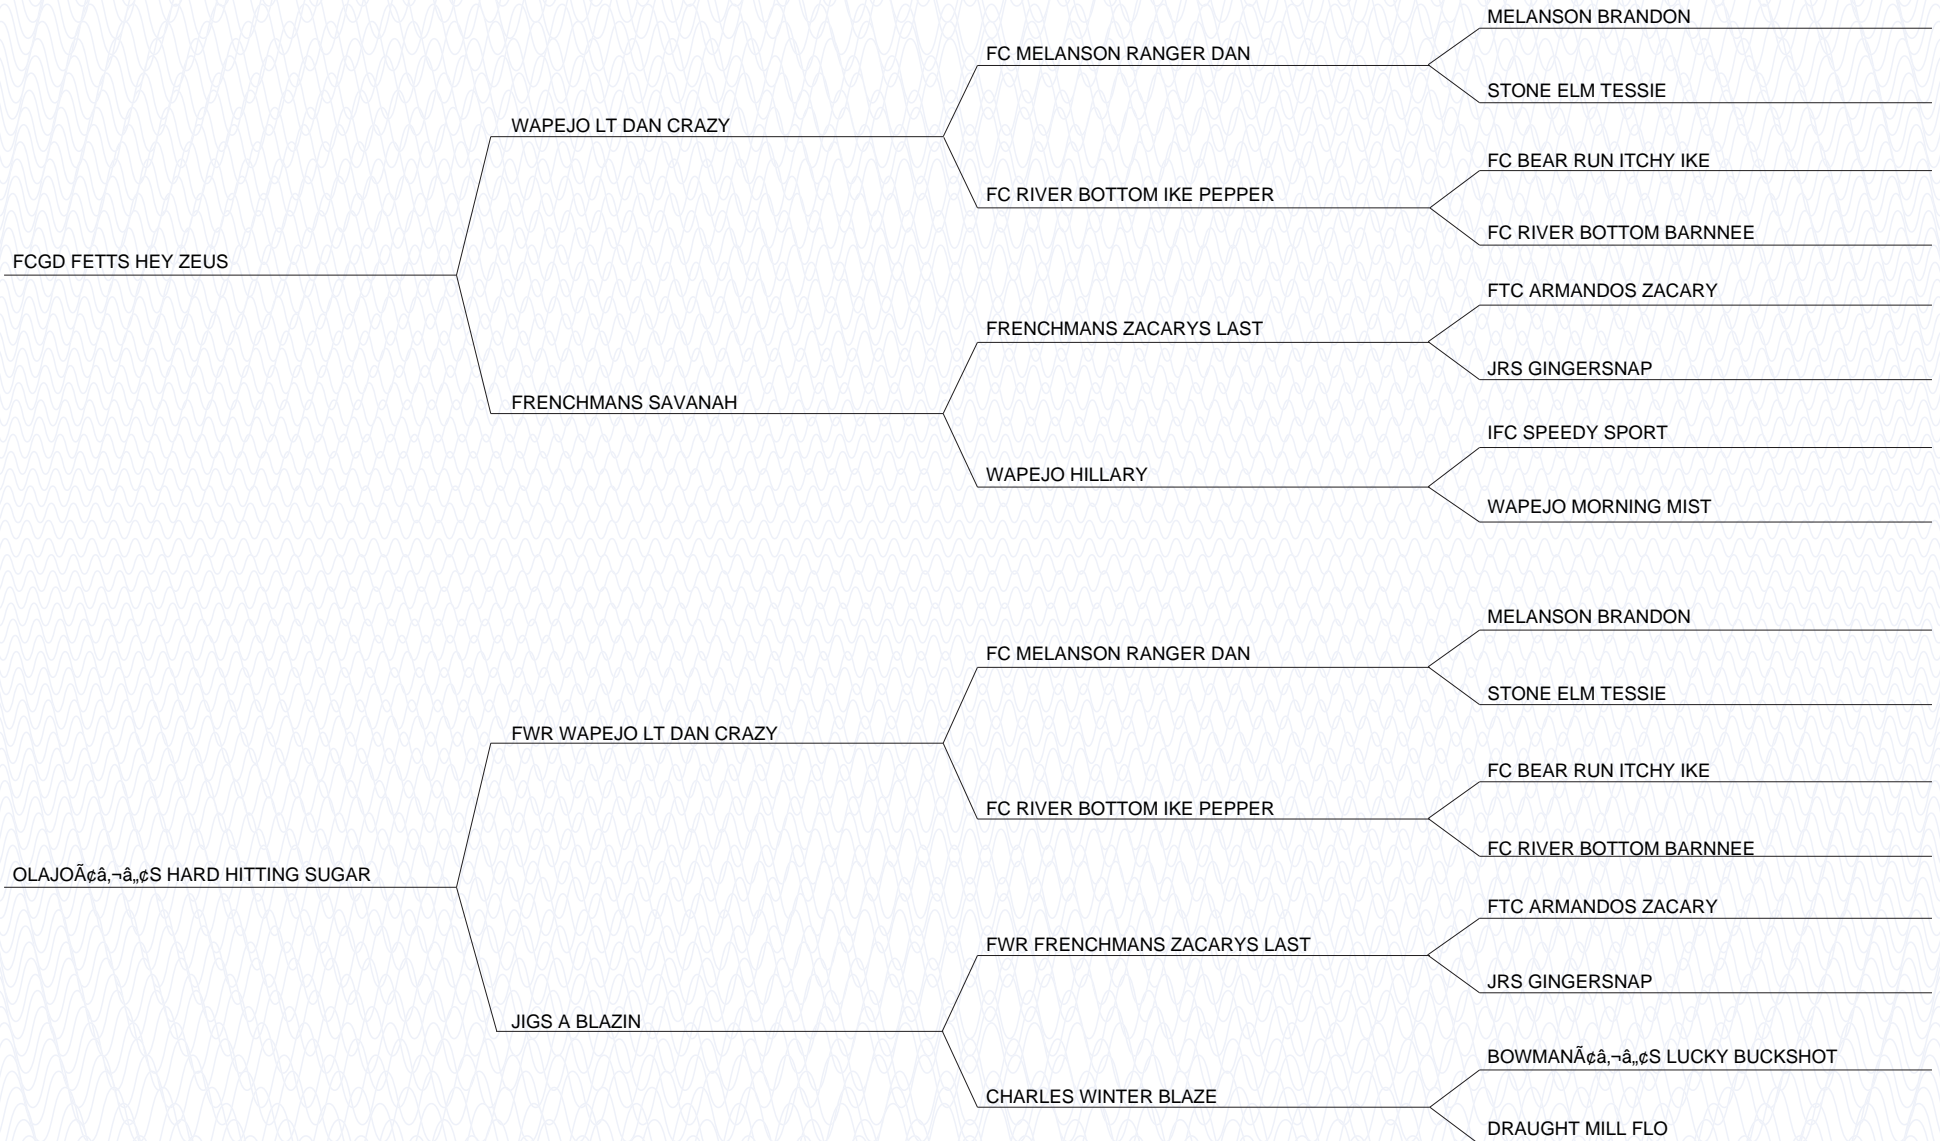 MELANSON BRANDON
FC MELANSON RANGER DAN
STONE ELM TESSIE
WAPEJO LT DAN CRAZY
FC BEAR RUN ITCHY IKE
FC RIVER BOTTOM IKE PEPPER
FC RIVER BOTTOM BARNNEE
FCGD FETTS HEY ZEUS
FTC ARMANDOS ZACARY
FRENCHMANS ZACARYS LAST
JRS GINGERSNAP
FRENCHMANS SAVANAH
IFC SPEEDY SPORT
WAPEJO HILLARY
WAPEJO MORNING MIST
MELANSON BRANDON
FC MELANSON RANGER DAN
STONE ELM TESSIE
FWR WAPEJO LT DAN CRAZY
FC BEAR RUN ITCHY IKE
FC RIVER BOTTOM IKE PEPPER
FC RIVER BOTTOM BARNNEE
OLAJOÃ¢â‚¬â„¢S HARD HITTING SUGAR
FTC ARMANDOS ZACARY
FWR FRENCHMANS ZACARYS LAST
JRS GINGERSNAP
JIGS A BLAZIN
BOWMANÃ¢â‚¬â„¢S LUCKY BUCKSHOT
CHARLES WINTER BLAZE
DRAUGHT MILL FLO